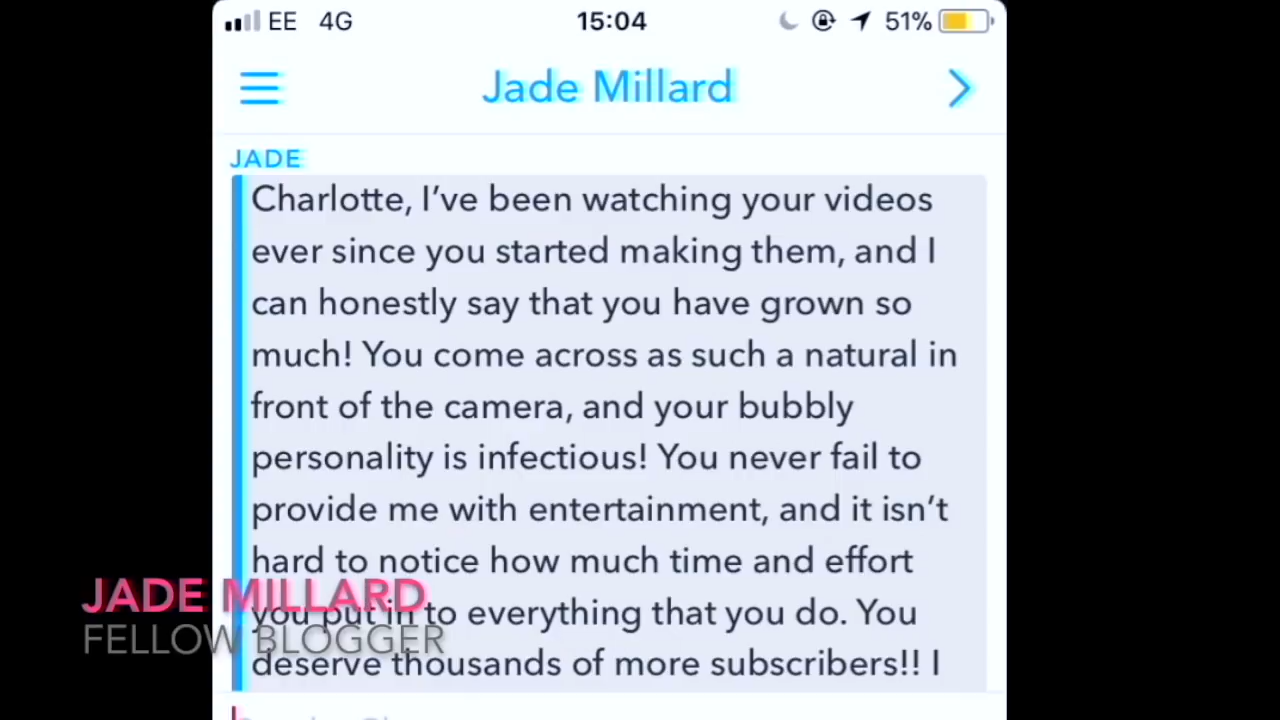 EE 4G 15:04 51%
Jade Millard
JADE
Charlotte, I’ve been watching your videos
ever since you started making them, and I
can honestly say that you have grown so
much! You come across as such a natural in
front of the camera, and your bubbly
personality is infectious! You never fail to
provide me with entertainment, and it isn’t
hard to notice how much time and effort
you put in to everything that you do. You
deserve thousands of more subscribers!! I
JADE MILLARD
FELLOW BLOGGER